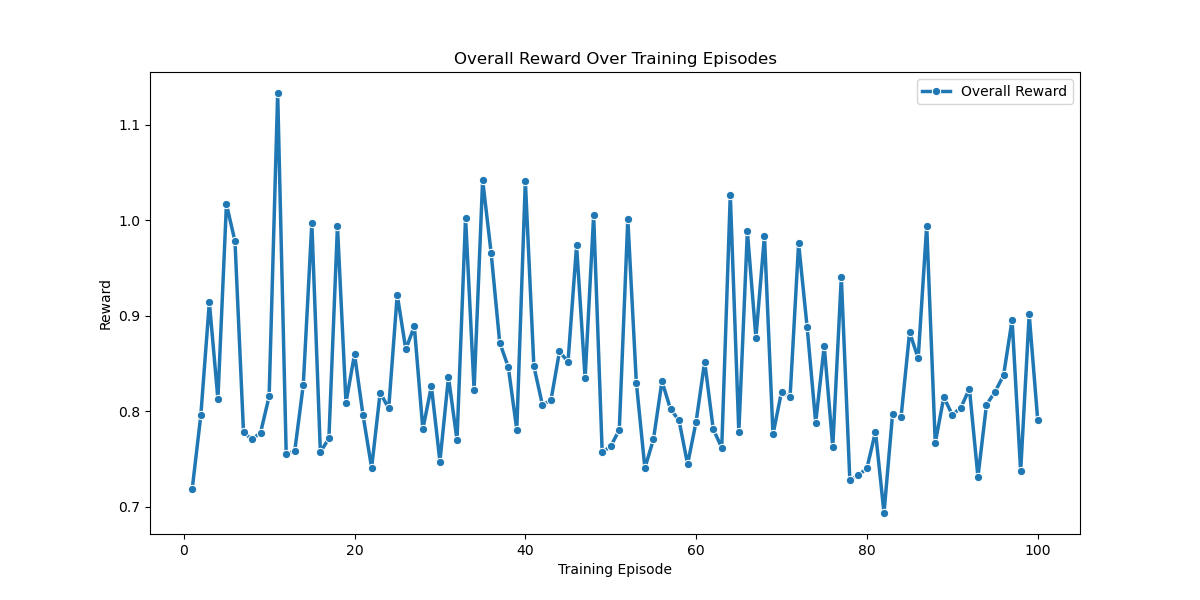 Overall Reward Over Training Episodes
Overall Reward
Reward
1.1
1.0
0.9
0.8
0.7
0 20 40 60 80 100
Training Episode